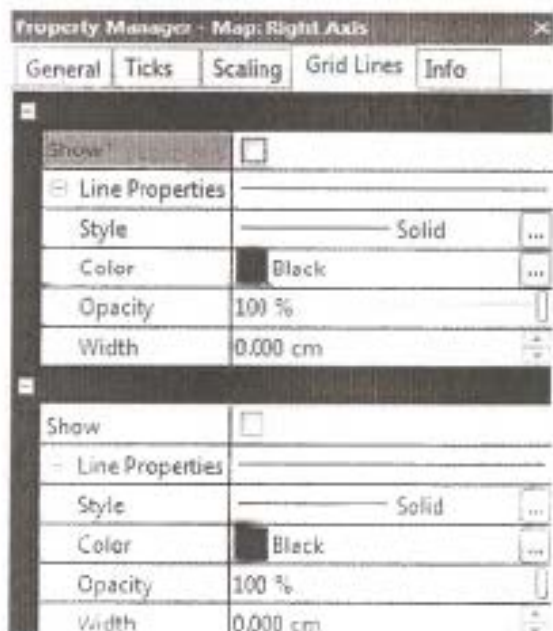 Property Manager - Map: Right Axis
General Ticks Scaling Grid Lines Info
Show
Line Properties
Style Solid ...
Color Black ...
Opacity 100 %
Width 0.000 cm
Show
Line Properties
Style Solid ...
Color Black ...
Opacity 100 %
Width 0.000 cm